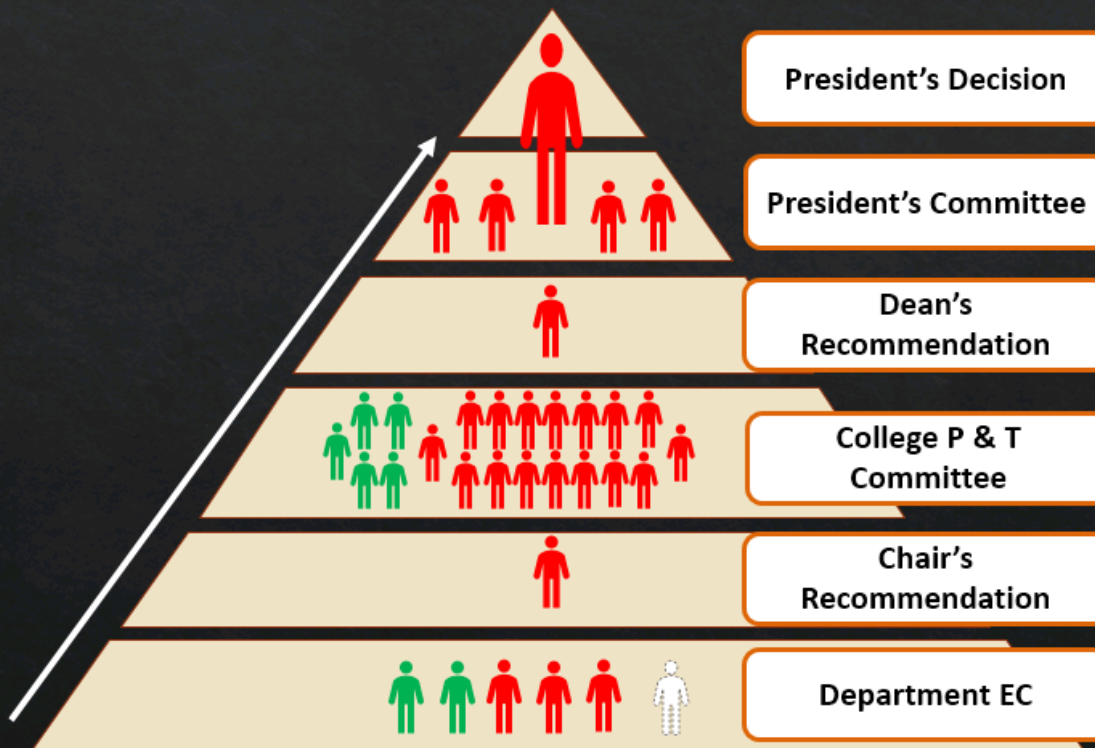 President’s Decision
President’s Committee
Dean’s
Recommendation
College P & T
Committee
Chair’s
Recommendation
Department EC